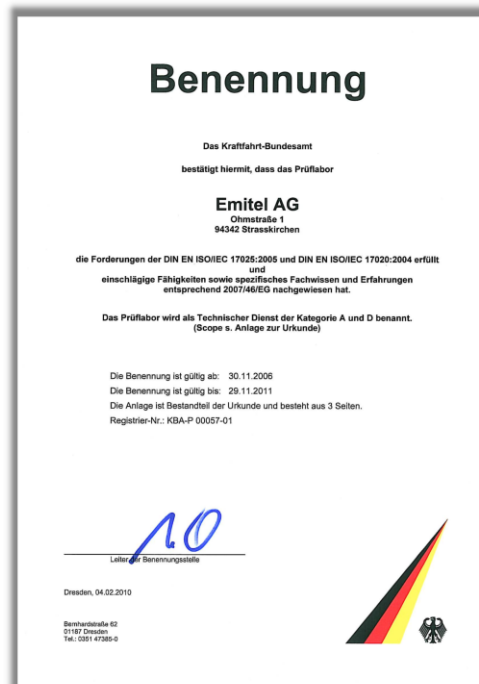 Benennung
Das Kraftfahrt-Bundesamt
bestätigt hiermit, dass das Prüflabor
Emitel AG
Ohmstraße 1
94342 Strasskirchen
die Forderungen der DIN EN ISO/IEC 17025:2005 und DIN EN ISO/IEC 17020:2004 erfüllt
und
einschlägige Fähigkeiten sowie spezifisches Fachwissen und Erfahrungen
entsprechend 2007/46/EG nachgewiesen hat.
Das Prüflabor wird als Technischer Dienst der Kategorie A und D benannt.
(Scope s. Anlage zur Urkunde)
Die Benennung ist gültig ab: 30.11.2006
Die Benennung ist gültig bis: 29.11.2011
Die Anlage ist Bestandteil der Urkunde und besteht aus 3 Seiten.
Registrier-Nr.: KBA-P 00057-01
Leiter der Benennungsstelle
Dresden, 04.02.2010
Bernhardstraße 62
01187 Dresden
Tel.: 0351 47385-0